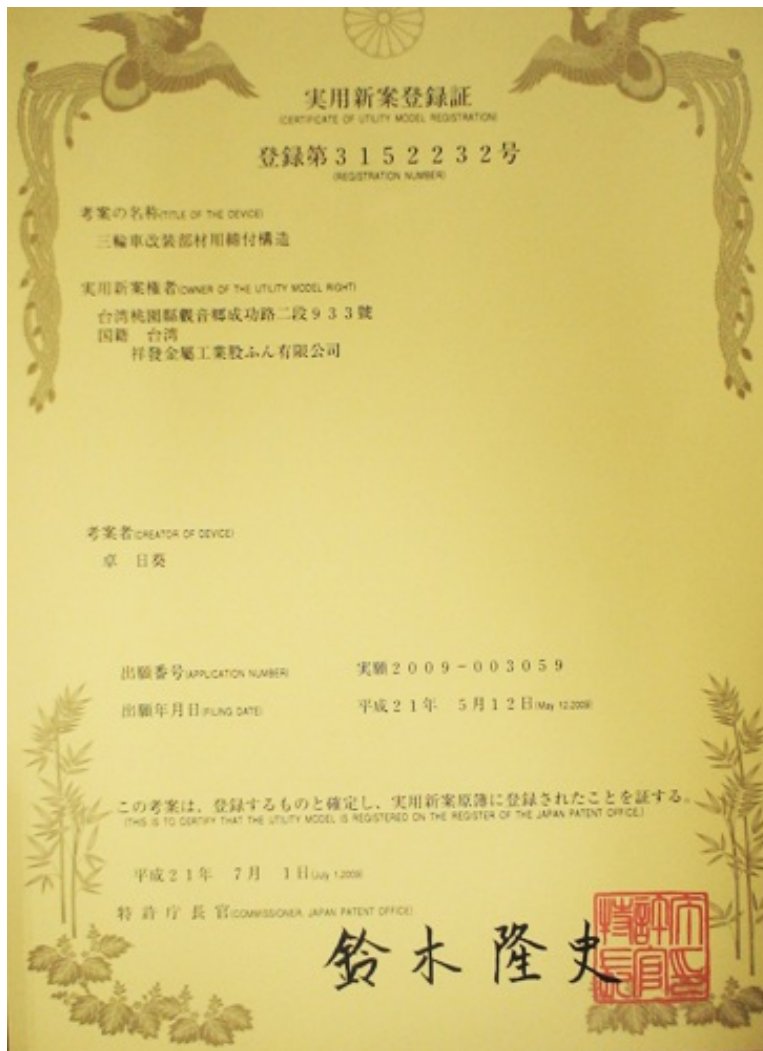 実用新案登録証
(CERTIFICATE OF UTILITY MODEL REGISTRATION)
登録第3152232号
(REGISTRATION NUMBER)
考案の名称(TITLE OF THE DEVICE)
三輪車改装部材用締付構造
実用新案権者(OWNER OF THE UTILITY MODEL RIGHT)
台湾桃園縣觀音鄉成功路二段933號
国籍 台湾
祥發金屬工業股ふん有限公司
考案者(CREATOR OF DEVICE)
卓 日葵
出願番号(APPLICATION NUMBER) 実願2009-003059
出願年月日(FILING DATE) 平成21年 5月12日(May 12,2009)
この考案は、登録するものと確定し、実用新案原簿に登録されたことを証する。
(THIS IS TO CERTIFY THAT THE UTILITY MODEL IS REGISTERED ON THE REGISTER OF THE JAPAN PATENT OFFICE.)
平成21年 7月 1日(July 1,2009)
特許庁長官(COMMISSIONER, JAPAN PATENT OFFICE)
鈴木隆史